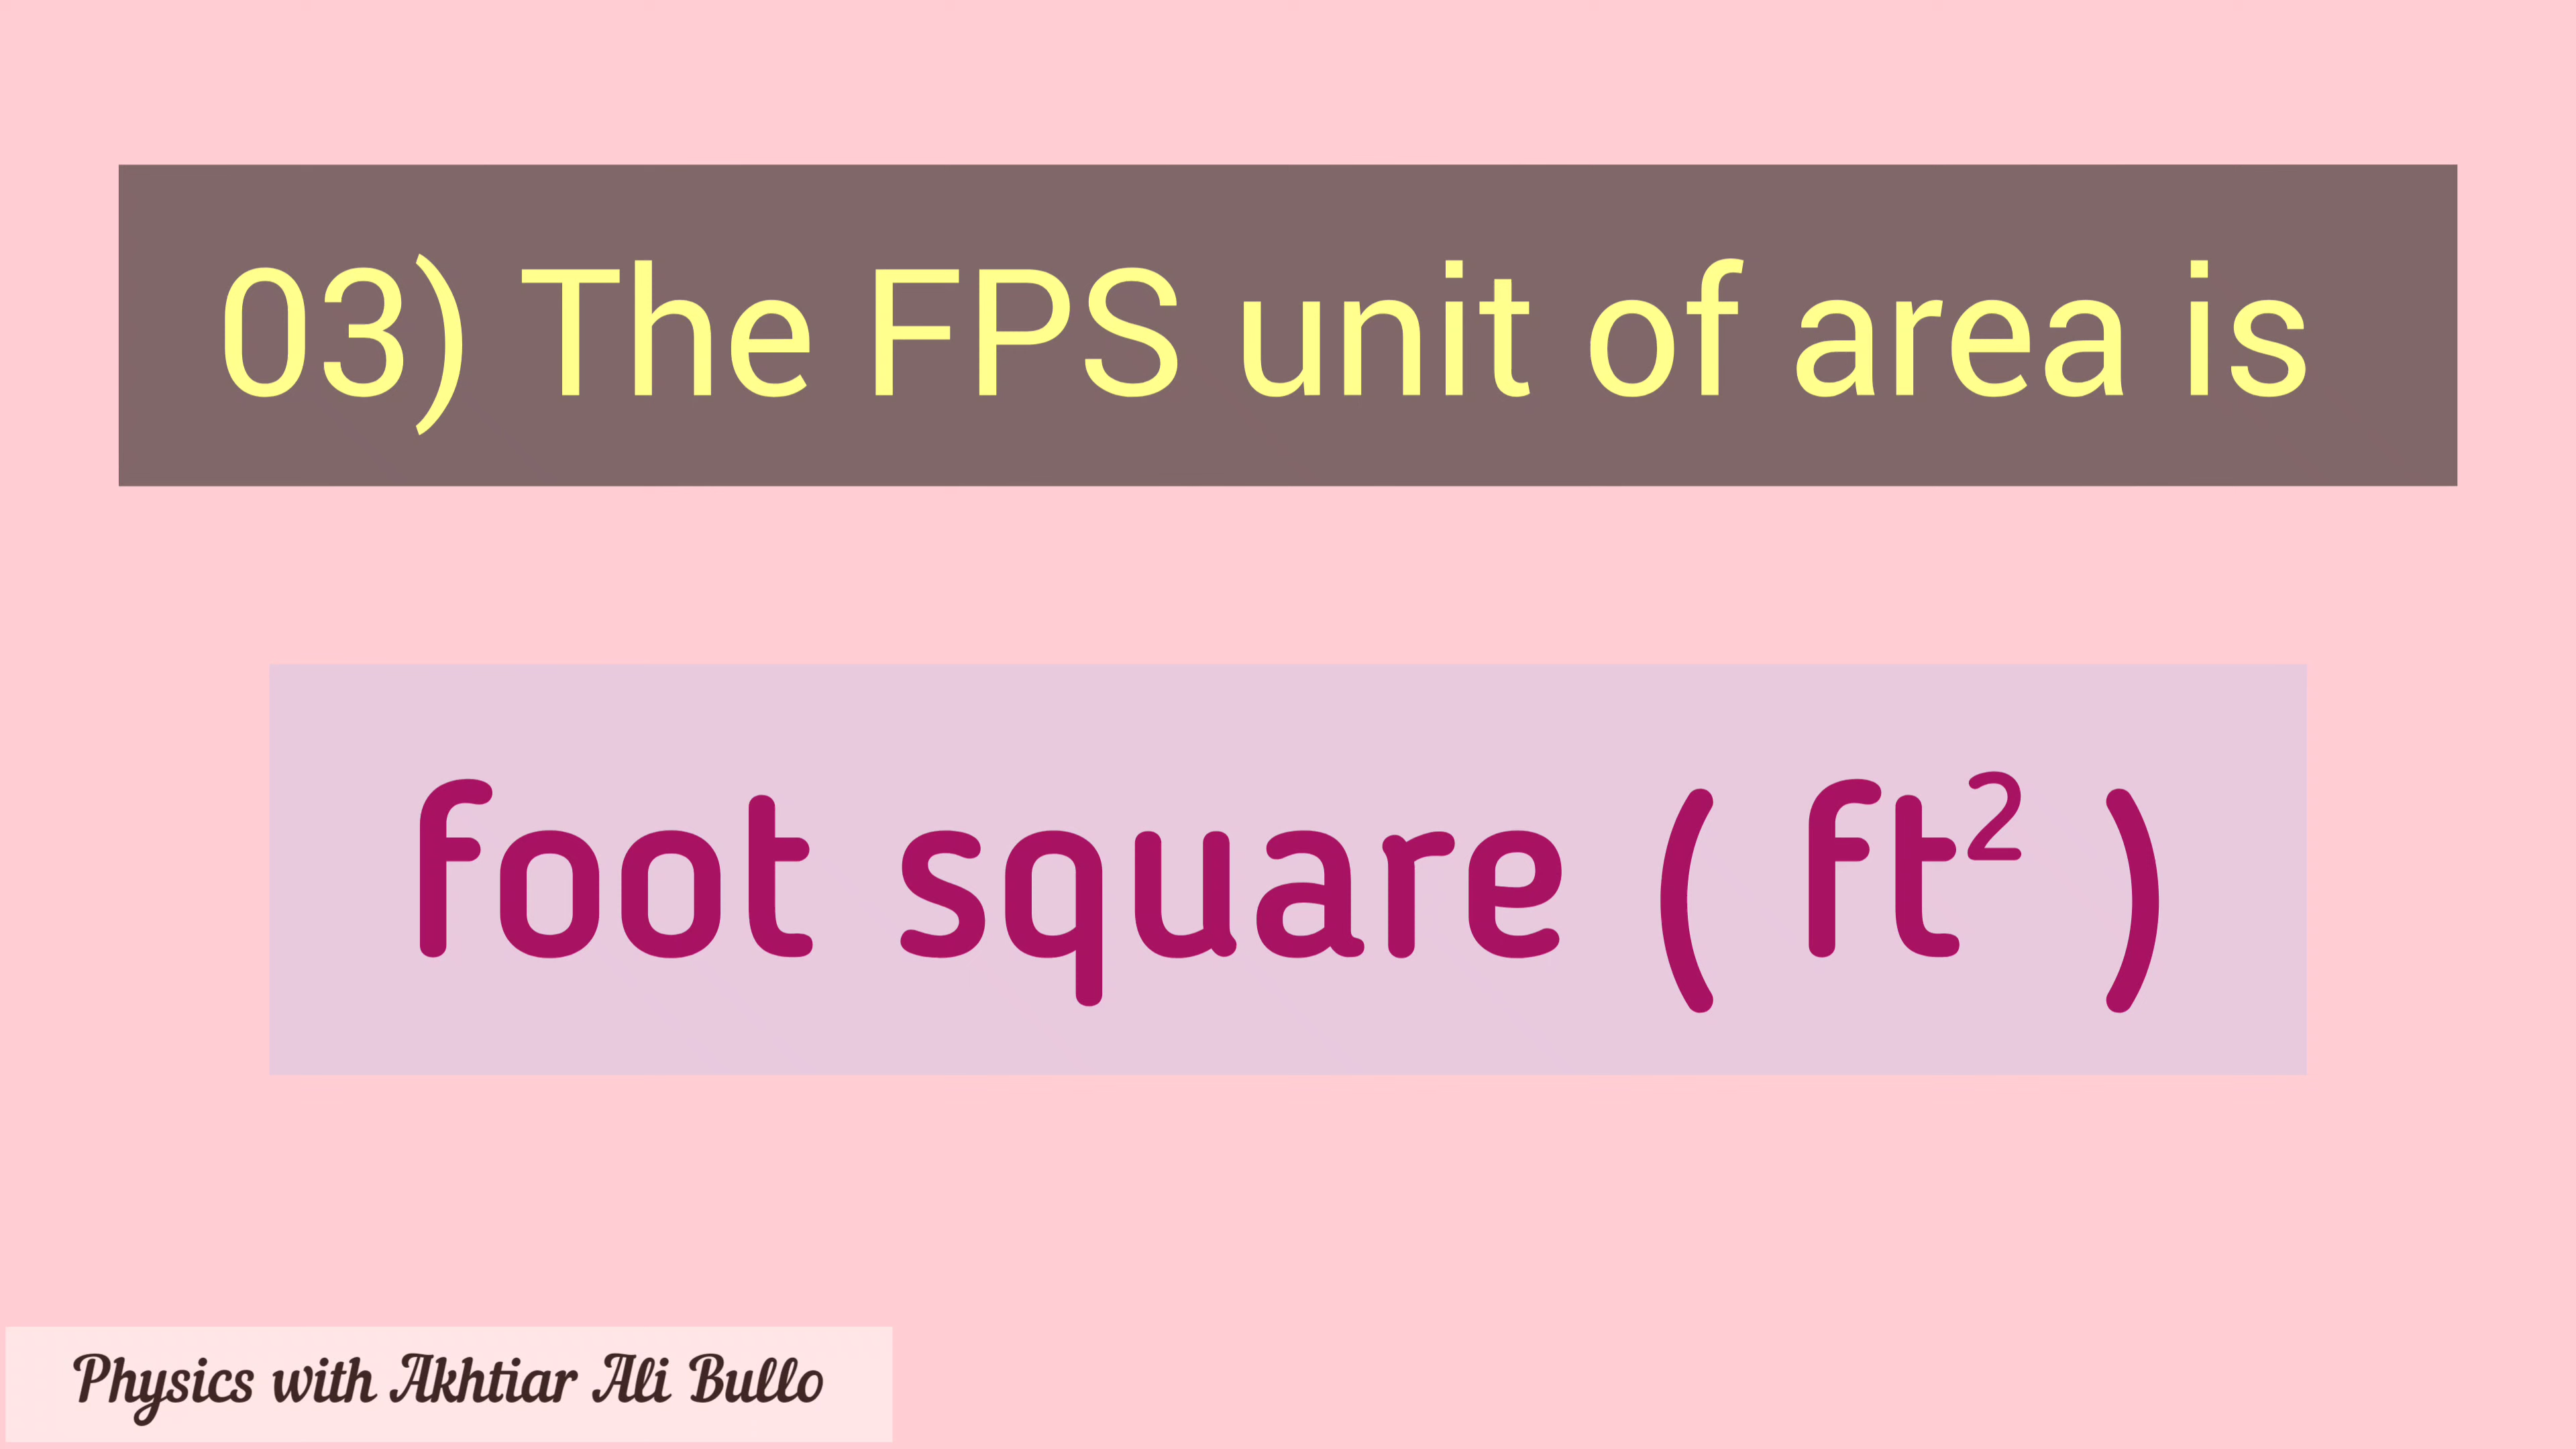 03) The FPS unit of area is
foot square ( ft² )
Physics with Akhtiar Ali Bullo